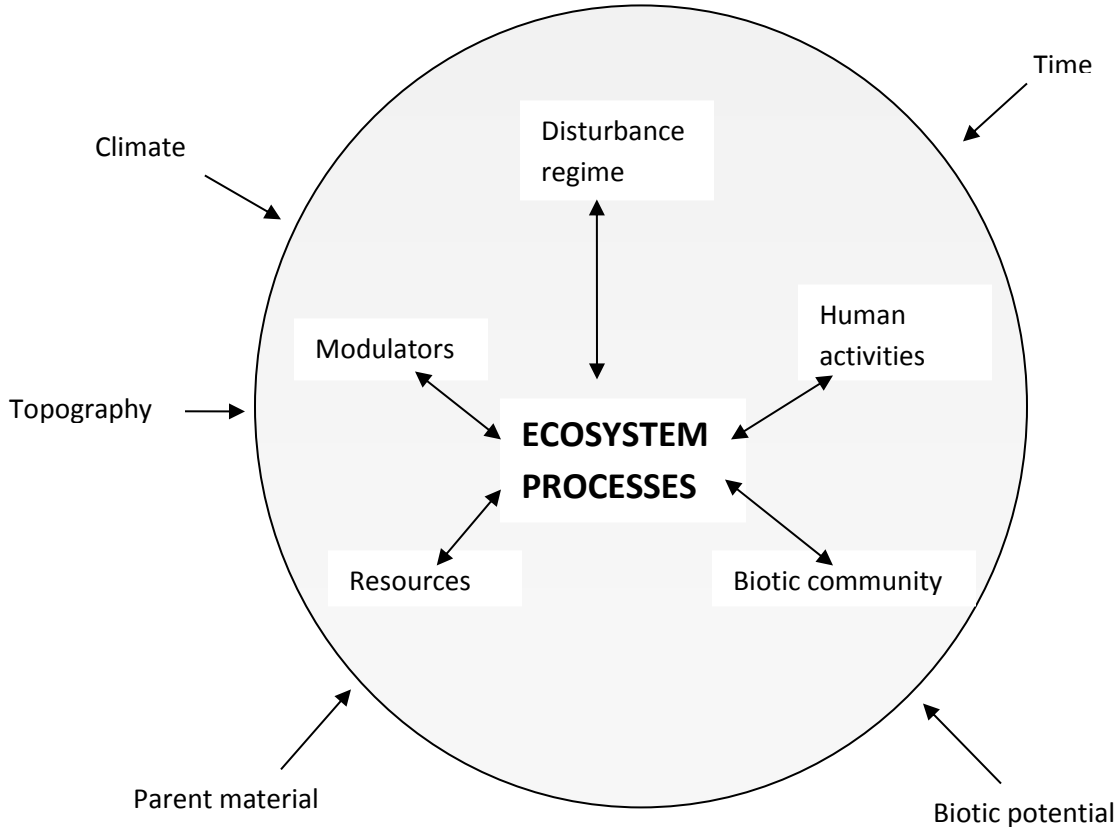 Time
Disturbance
regime
Climate
Human
activities
Modulators
Topography
ECOSYSTEM
PROCESSES
Resources
Biotic community
Parent material
Biotic potential